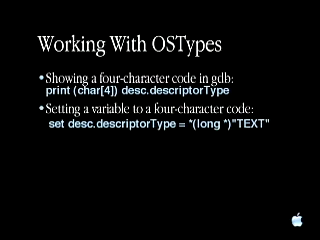 Working With OSTypes
•Showing a four-character code in gdb:
print (char[4]) desc.descriptorType
•Setting a variable to a four-character code:
set desc.descriptorType = *(long *)"TEXT"